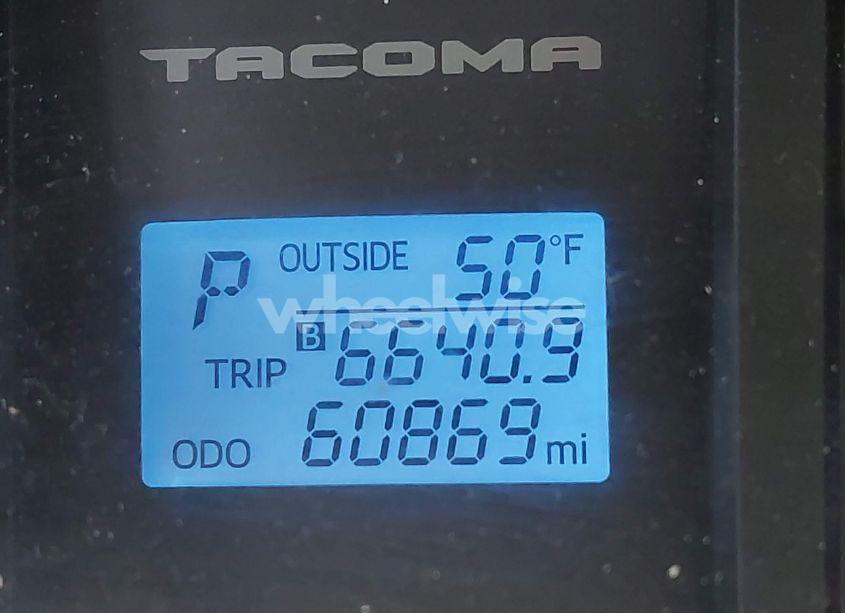 TACOMA
P OUTSIDE 50°F
wheelwise
TRIP B 6640.9
ODO 60869 mi